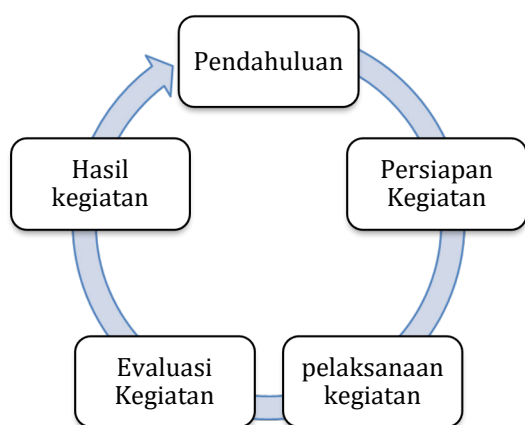 Pendahuluan
Persiapan
Kegiatan
pelaksanaan
kegiatan
Evaluasi
Kegiatan
Hasil
kegiatan